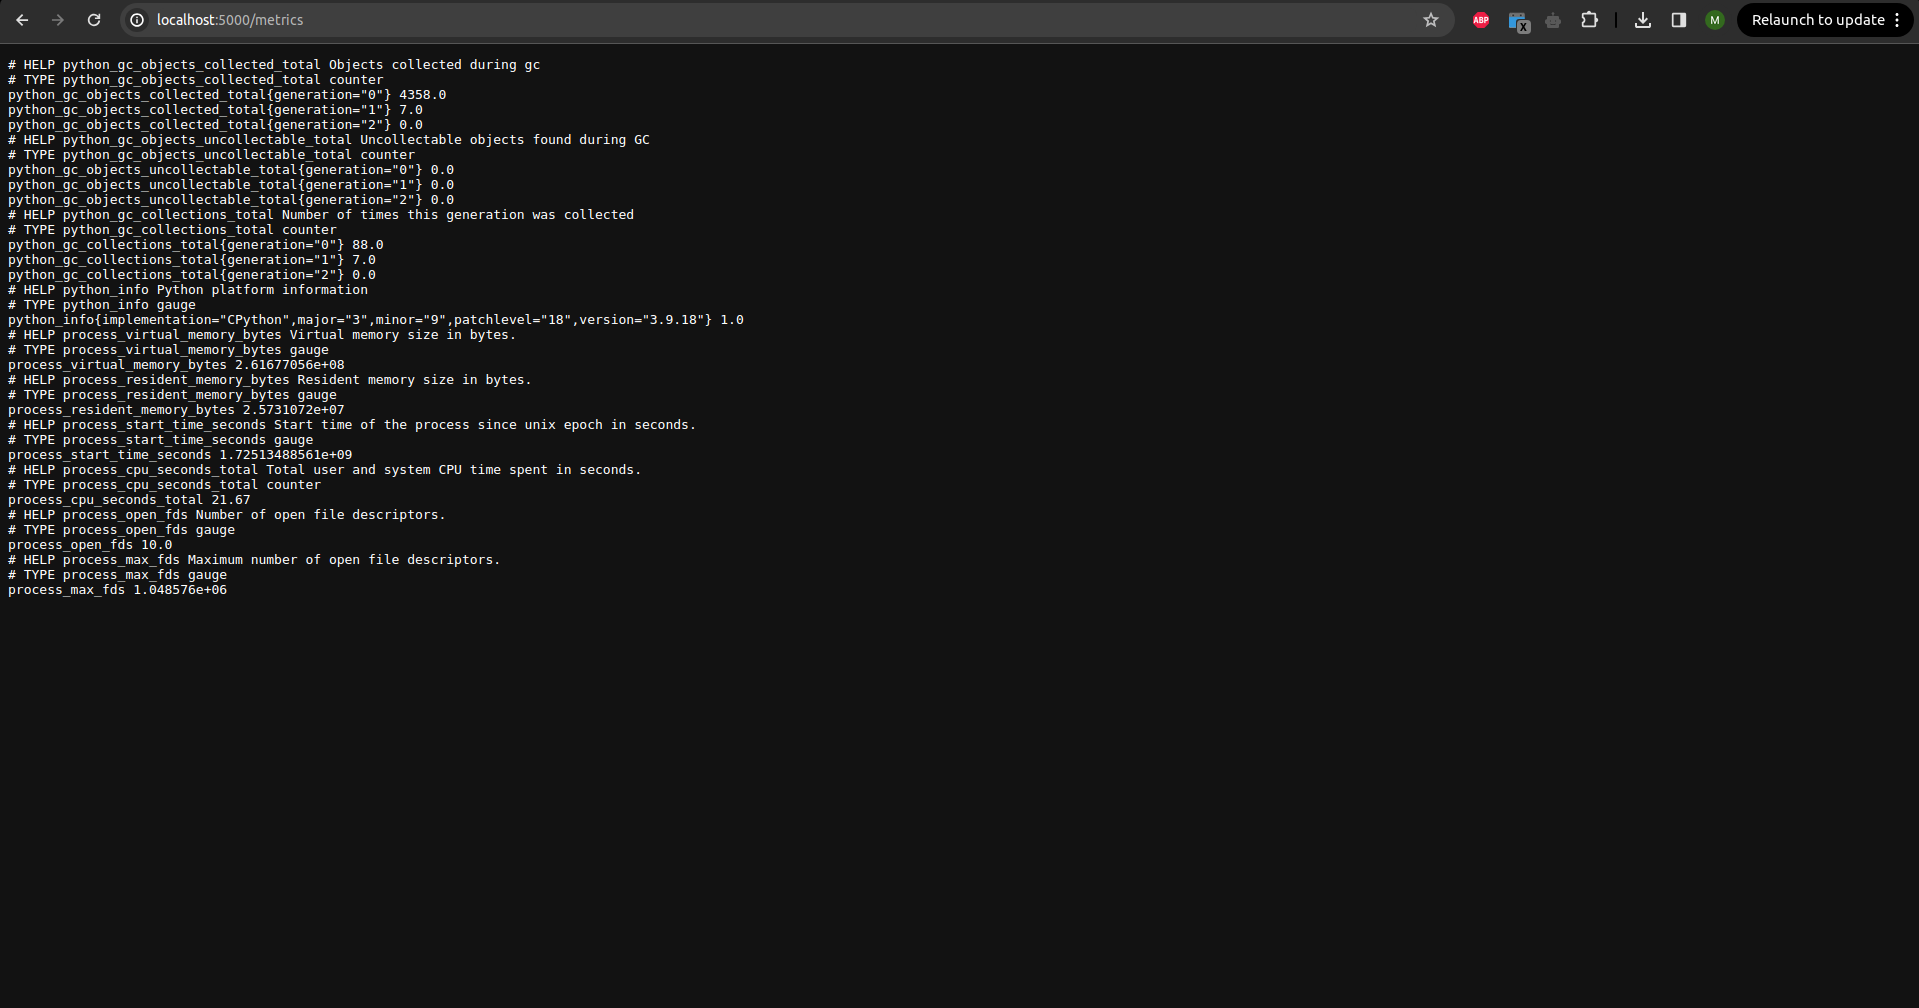 localhost:5000/metrics
ABP
X
M
Relaunch to update
# HELP python_gc_objects_collected_total Objects collected during gc
# TYPE python_gc_objects_collected_total counter
python_gc_objects_collected_total{generation="0"} 4358.0
python_gc_objects_collected_total{generation="1"} 7.0
python_gc_objects_collected_total{generation="2"} 0.0
# HELP python_gc_objects_uncollectable_total Uncollectable objects found during GC
# TYPE python_gc_objects_uncollectable_total counter
python_gc_objects_uncollectable_total{generation="0"} 0.0
python_gc_objects_uncollectable_total{generation="1"} 0.0
python_gc_objects_uncollectable_total{generation="2"} 0.0
# HELP python_gc_collections_total Number of times this generation was collected
# TYPE python_gc_collections_total counter
python_gc_collections_total{generation="0"} 88.0
python_gc_collections_total{generation="1"} 7.0
python_gc_collections_total{generation="2"} 0.0
# HELP python_info Python platform information
# TYPE python_info gauge
python_info{implementation="CPython",major="3",minor="9",patchlevel="18",version="3.9.18"} 1.0
# HELP process_virtual_memory_bytes Virtual memory size in bytes.
# TYPE process_virtual_memory_bytes gauge
process_virtual_memory_bytes 2.61677056e+08
# HELP process_resident_memory_bytes Resident memory size in bytes.
# TYPE process_resident_memory_bytes gauge
process_resident_memory_bytes 2.5731072e+07
# HELP process_start_time_seconds Start time of the process since unix epoch in seconds.
# TYPE process_start_time_seconds gauge
process_start_time_seconds 1.72513488561e+09
# HELP process_cpu_seconds_total Total user and system CPU time spent in seconds.
# TYPE process_cpu_seconds_total counter
process_cpu_seconds_total 21.67
# HELP process_open_fds Number of open file descriptors.
# TYPE process_open_fds gauge
process_open_fds 10.0
# HELP process_max_fds Maximum number of open file descriptors.
# TYPE process_max_fds gauge
process_max_fds 1.048576e+06